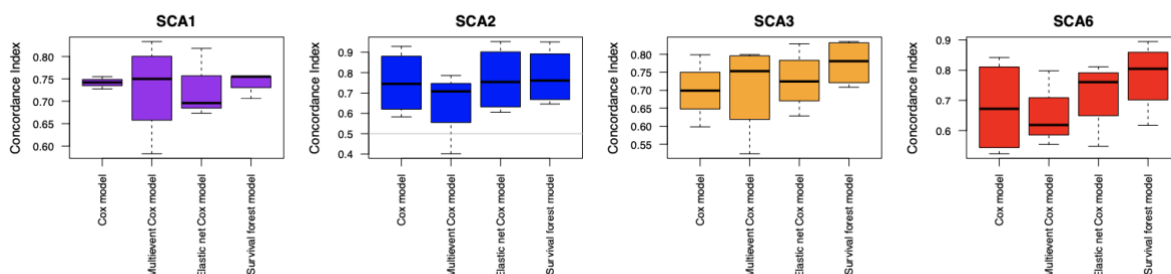 SCA1
Concordance Index
0.80
0.75
0.70
0.65
0.60
Cox model
Multievent Cox model
Elastic net Cox model
Survival forest model
SCA2
Concordance Index
0.9
0.8
0.7
0.6
0.5
0.4
Cox model
Multievent Cox model
Elastic net Cox model
Survival forest model
SCA3
Concordance Index
0.80
0.75
0.70
0.65
0.60
0.55
Cox model
Multievent Cox model
Elastic net Cox model
Survival forest model
SCA6
Concordance Index
0.9
0.8
0.7
0.6
Cox model
Multievent Cox model
Elastic net Cox model
Survival forest model